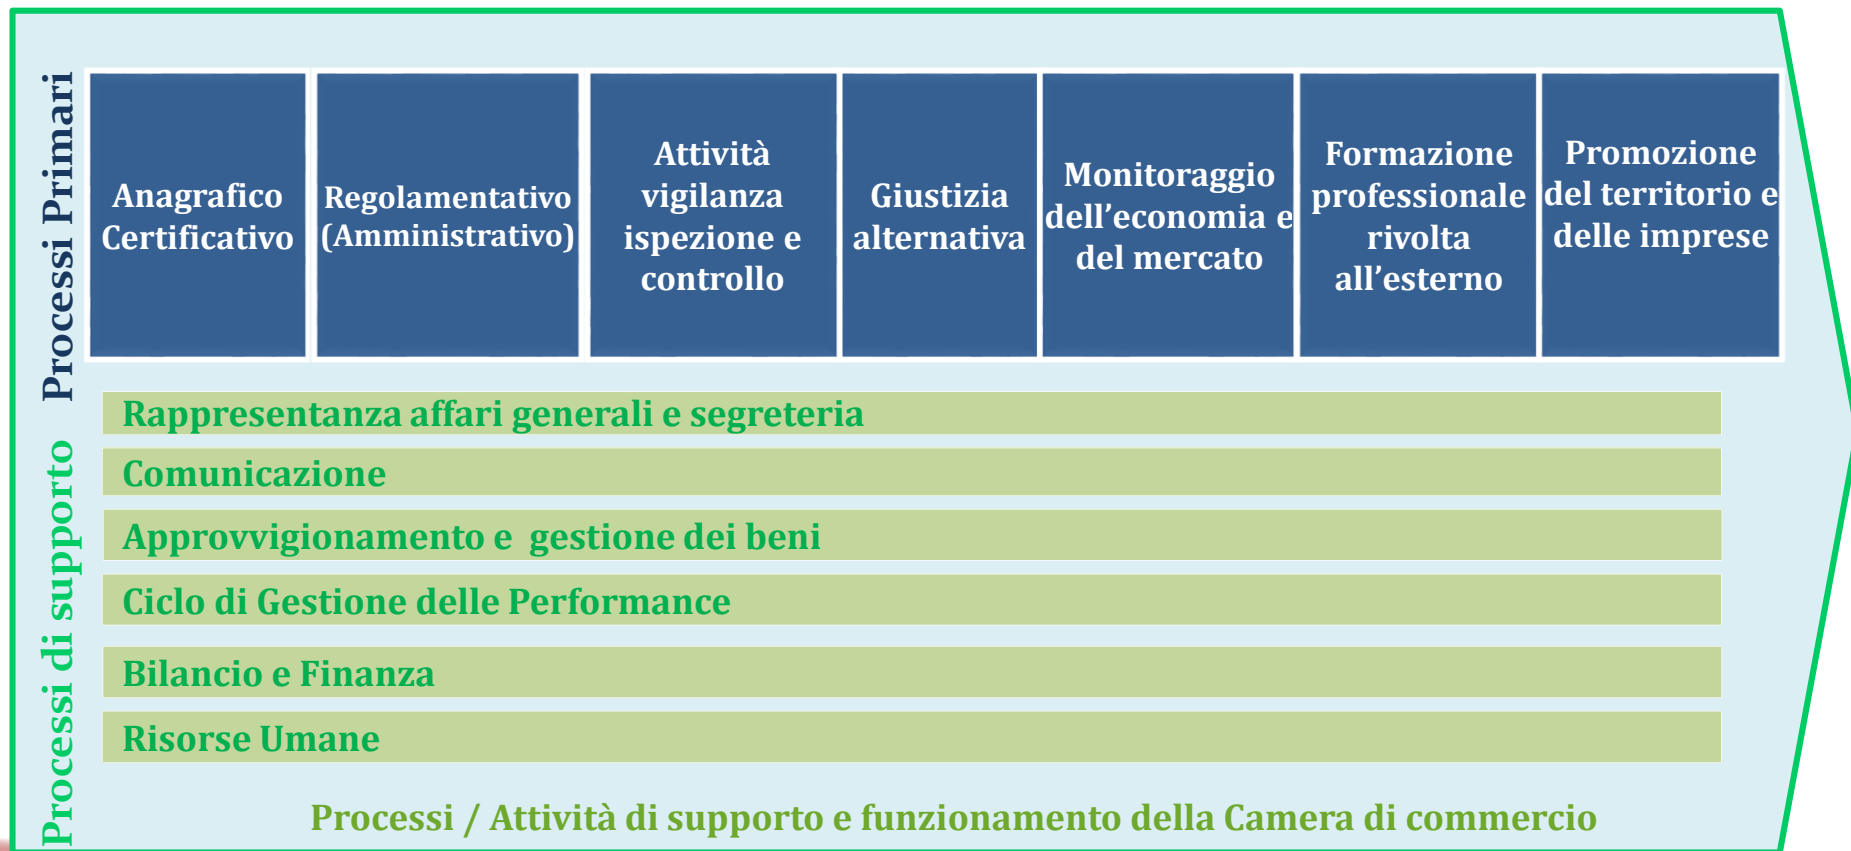 Processi Primari
Anagrafico
Certificativo
Regolamentativo
(Amministrativo)
Attività
vigilanza
ispezione e
controllo
Giustizia
alternativa
Monitoraggio
dell’economia e
del mercato
Formazione
professionale
rivolta
all’esterno
Promozione
del territorio e
delle imprese
Processi di supporto
Rappresentanza affari generali e segreteria
Comunicazione
Approvvigionamento e  gestione dei beni
Ciclo di Gestione delle Performance
Bilancio e Finanza
Risorse Umane
Processi / Attività di supporto e funzionamento della Camera di commercio